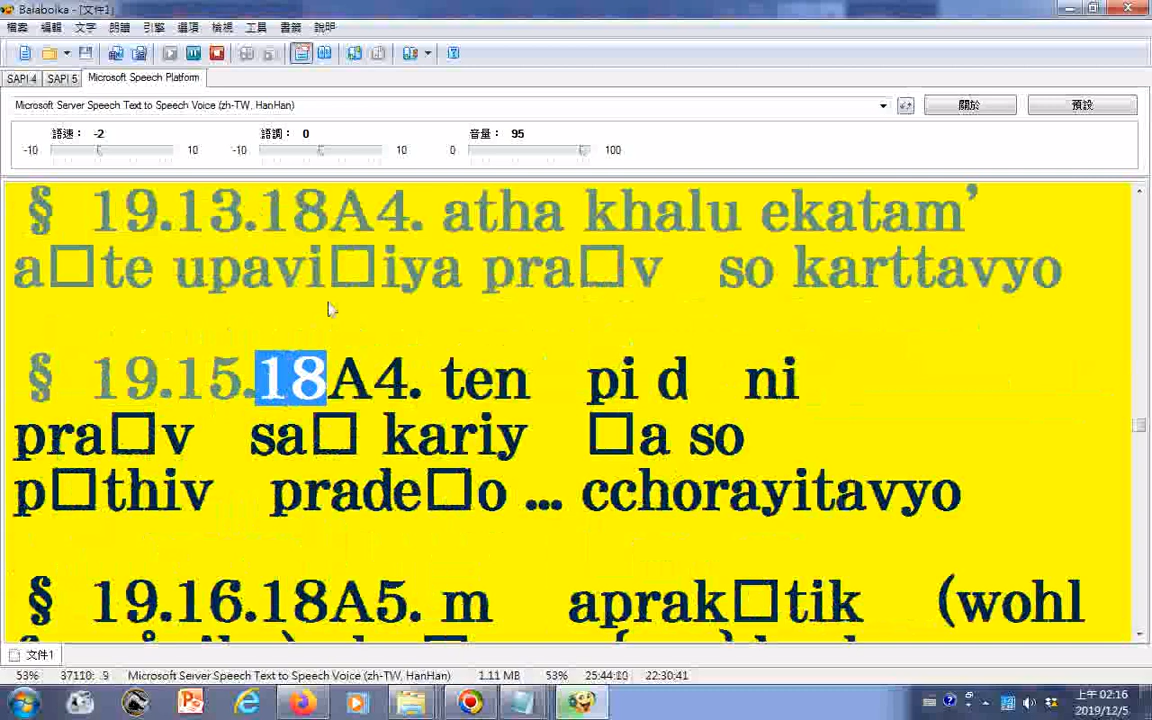 Balabolka - [文件1]
檔案 編輯 文字 朗讀 引擎 選項 檢視 工具 書籤 說明
SAPI 4 SAPI 5 Microsoft Speech Platform
Microsoft Server Speech Text to Speech Voice (zh-TW, HanHan) 關於 預設
語速： -2 語調： 0 音量： 95
-10 10 -10 10 0 100
§ 19.13.18A4. atha khalu ekatam’
a□te upavi□iya pra□v so karttavyo
§ 19.15.18A4. ten pi d ni
pra□v sa□ kariy □a so
p□thiv prade□o ... cchorayitavyo
§ 19.16.18A5. m aprak□tik (wohl
文件1
53% 37110: 9 Microsoft Server Speech Text to Speech Voice (zh-TW, HanHan) 1.11 MB 53% 25:44:10 22:30:41
上午 02:16
2019/12/5